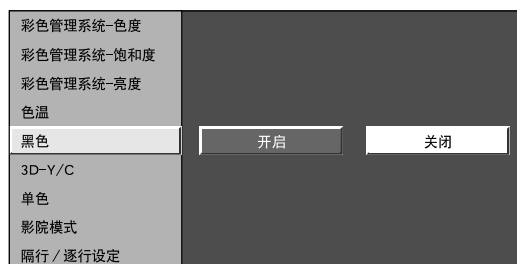 彩色管理系统-色度
彩色管理系统-饱和度
彩色管理系统-亮度
色温
黑色 开启 关闭
3D-Y/C
单色
影院模式
隔行/逐行设定